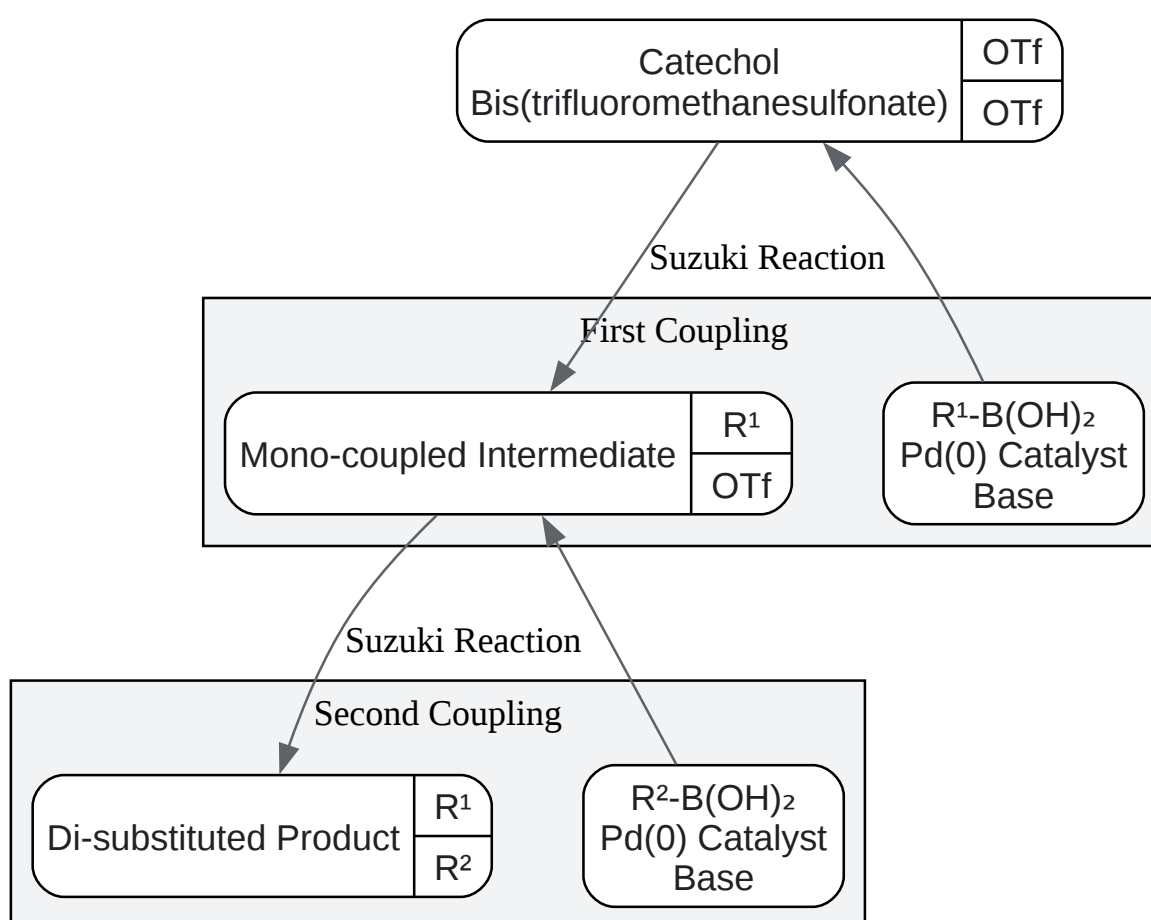 Catechol
Bis(trifluoromethanesulfonate)
OTf
OTf
Suzuki Reaction
First Coupling
Mono-coupled Intermediate
R¹
OTf
R¹-B(OH)₂
Pd(0) Catalyst
Base
Suzuki Reaction
Second Coupling
Di-substituted Product
R¹
R²
R²-B(OH)₂
Pd(0) Catalyst
Base